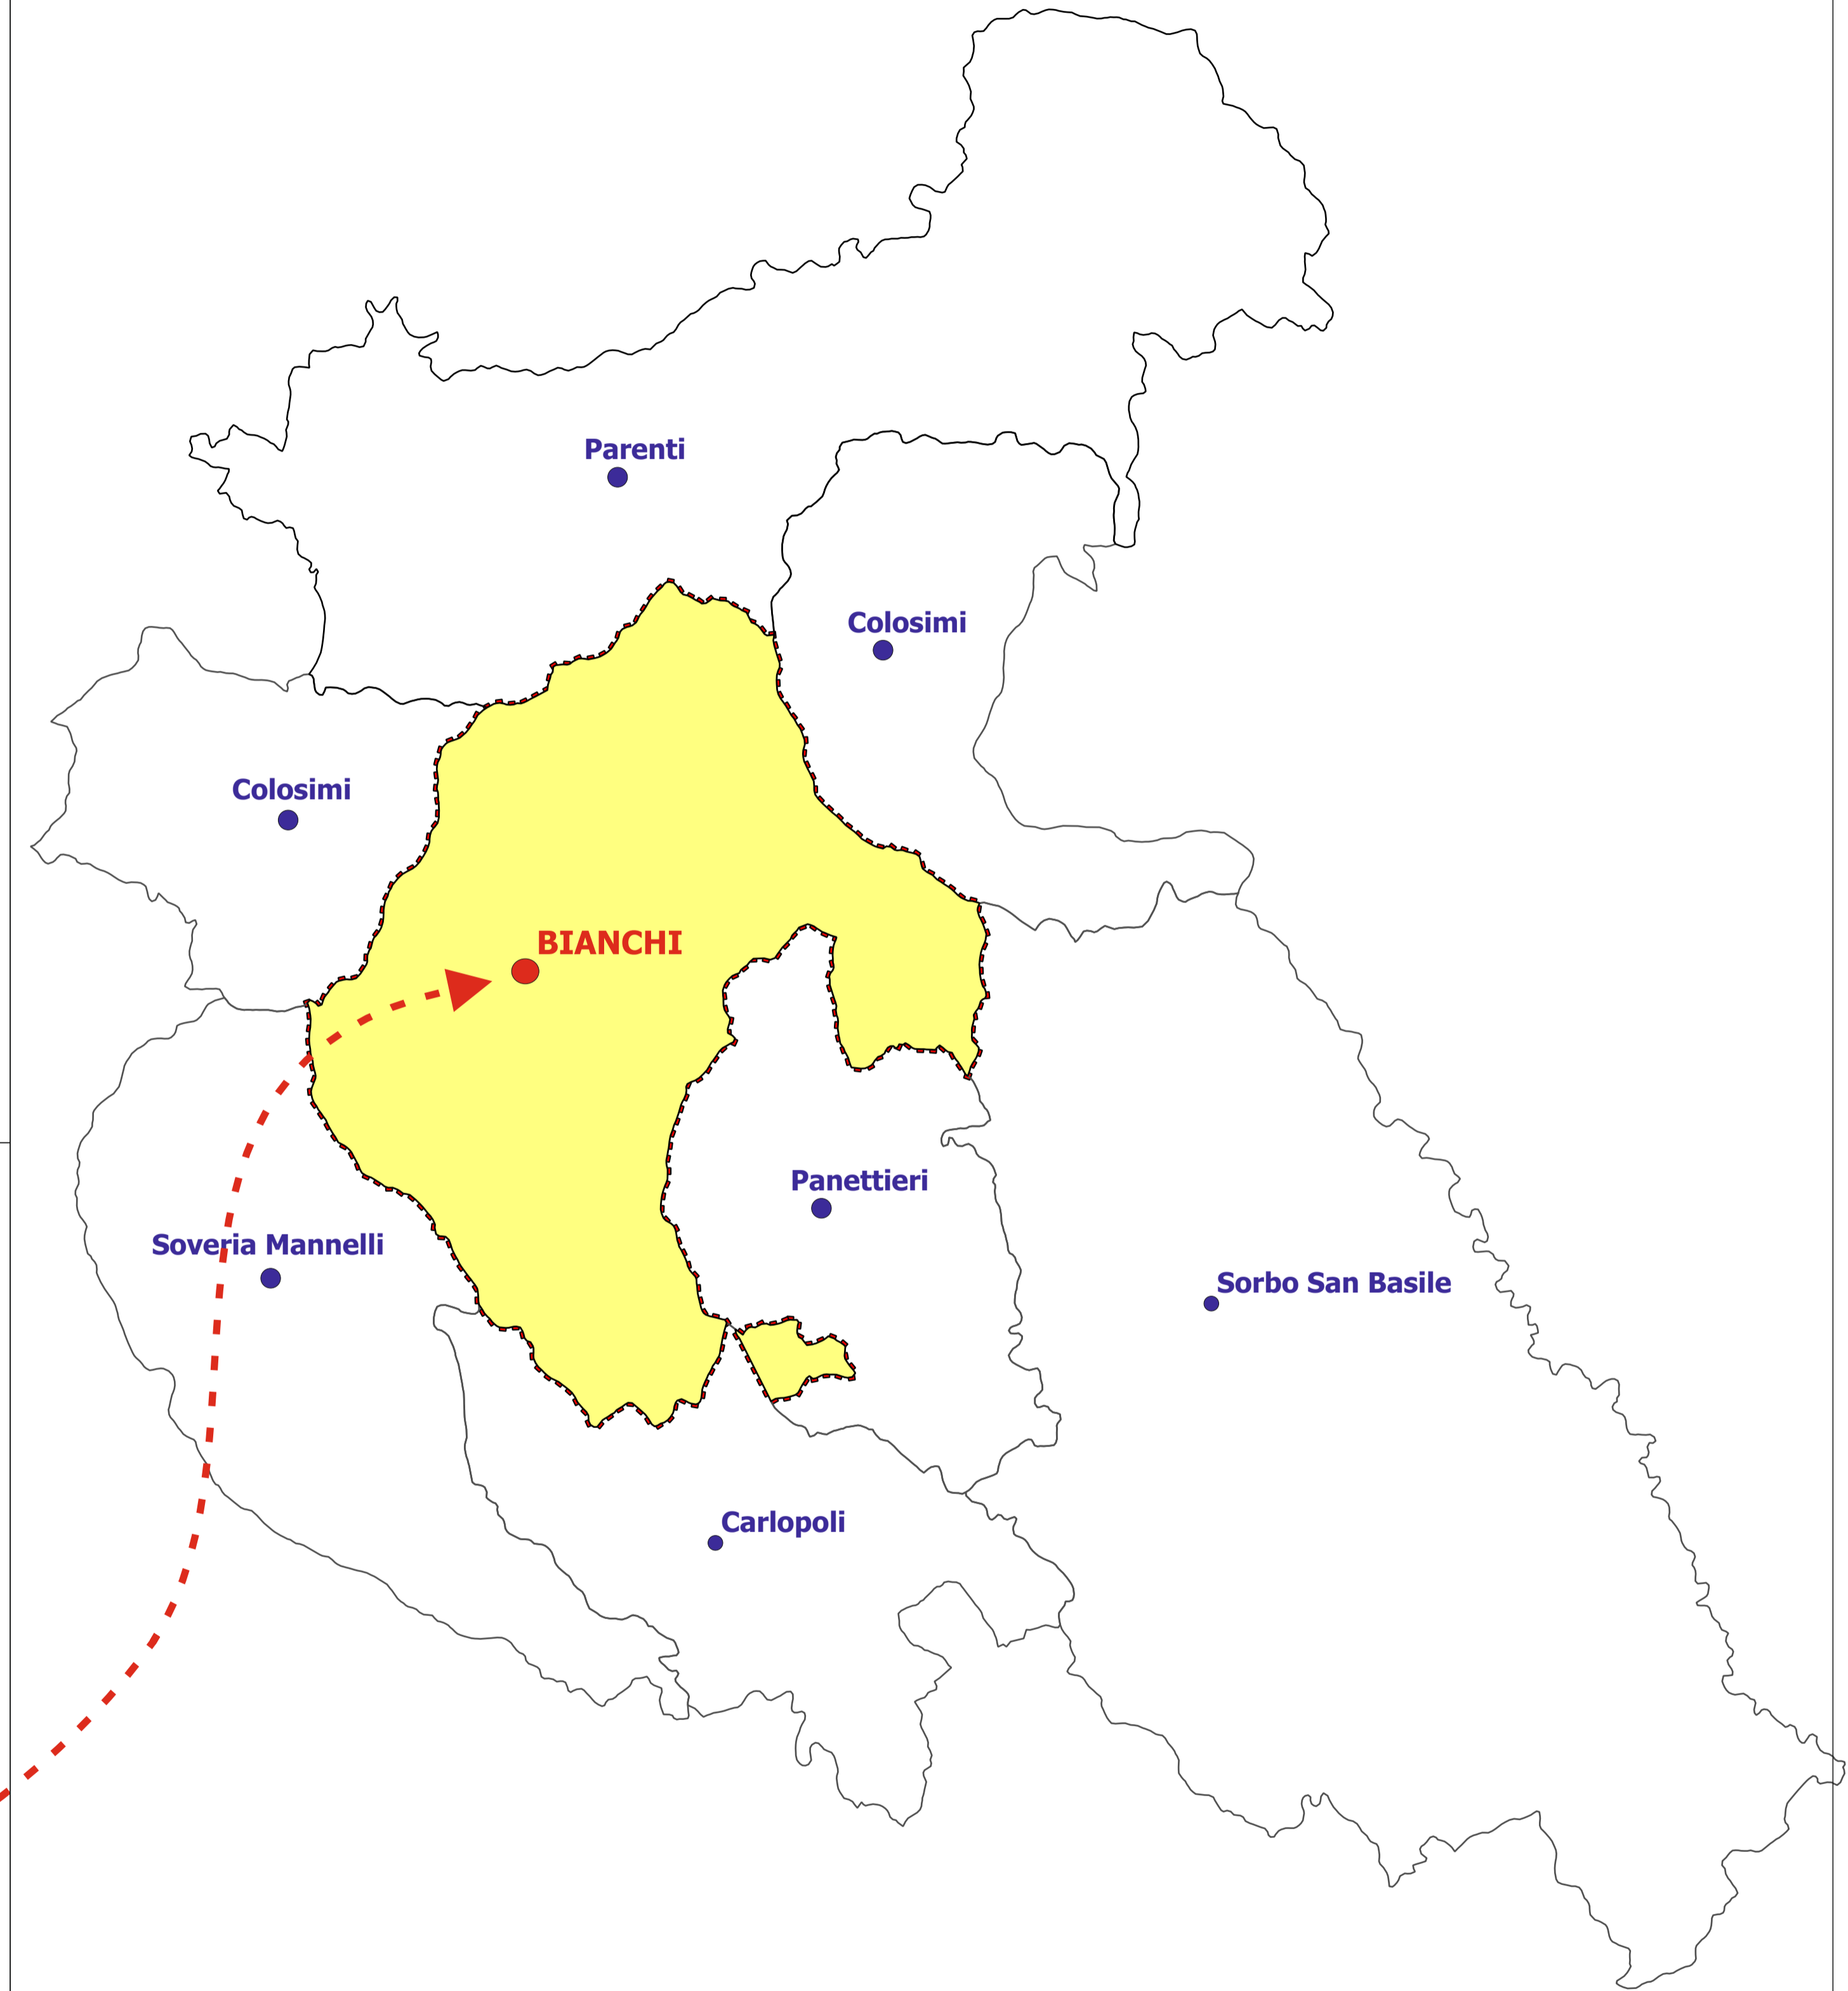 Parenti
Colosimi
Colosimi
BIANCHI
Panettieri
Soveria Mannelli
Sorbo San Basile
Carlopoli